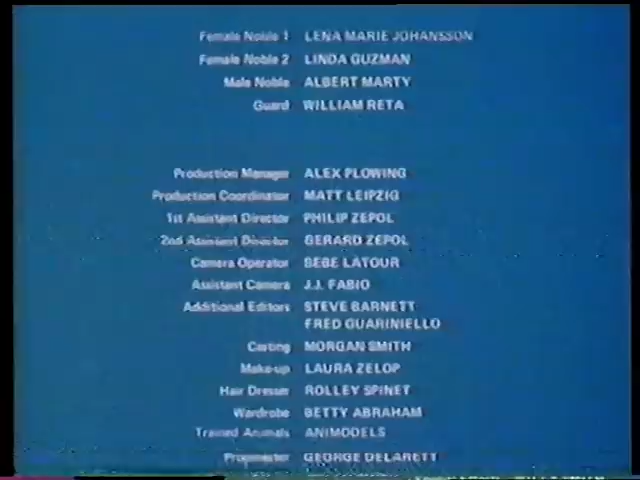 Female Noble 1 LENA MARIE JOHANSSON
Female Noble 2 LINDA GUZMAN
Male Noble ALBERT MARTY
Guard WILLIAM RETA
Production Manager ALEX PLOWING
Production Coordinator MATT LEIPZIG
1st Assistant Director PHILIP ZEPOL
2nd Assistant Director GERARD ZEPOL
Camera Operator BEBE LATOUR
Assistant Camera J.J. FABIO
Additional Editors STEVE BARNETT
FRED GUARINIELLO
Casting MORGAN SMITH
Make-up LAURA ZELOP
Hair Dresser ROLLEY SPINET
Wardrobe BETTY ABRAHAM
Trained Animals ANIMODELS
Propmaster GEORGE DELARETT